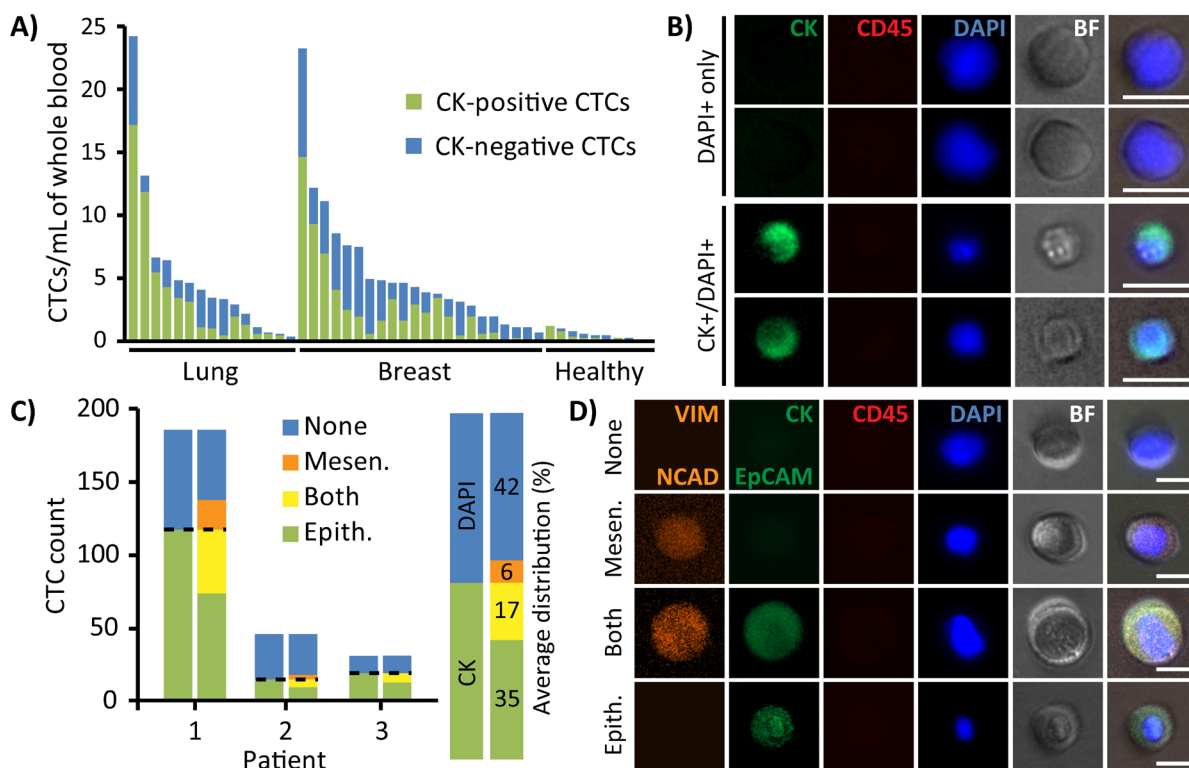 A)
25
20
15
10
5
0
CTCs/mLof whole blood
CK-positive CTCs
CK-negative CTCs
Lung
Breast
Healthy
B)
CK
CD45
DAPI
BF
DAPI+ only
CK+/DAPI+
C)
200
150
100
50
0
CTC count
None
Mesen.
Both
Epith.
1
2
3
Patient
DAPI
CK
42
6
17
35
Average distribution (%)
D)
VIM
NCAD
CK
EpCAM
CD45
DAPI
BF
None
Mesen.
Both
Epith.